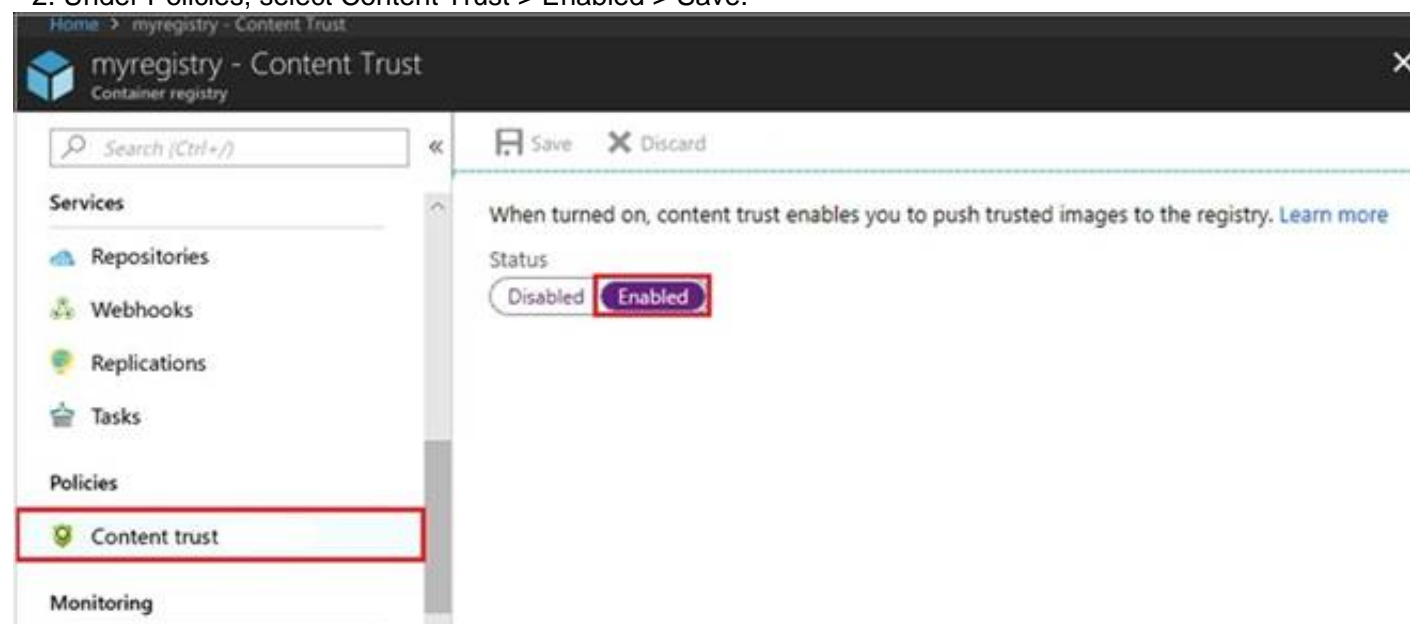 2. Under Policies, select Content Trust > Enabled > Save.
Home > myregistry - Content Trust
myregistry - Content Trust
Container registry
Search (Ctrl+/)
Save Discard
Services
When turned on, content trust enables you to push trusted images to the registry. Learn more
Repositories
Status
Disabled Enabled
Webhooks
Replications
Tasks
Policies
Content trust
Monitoring